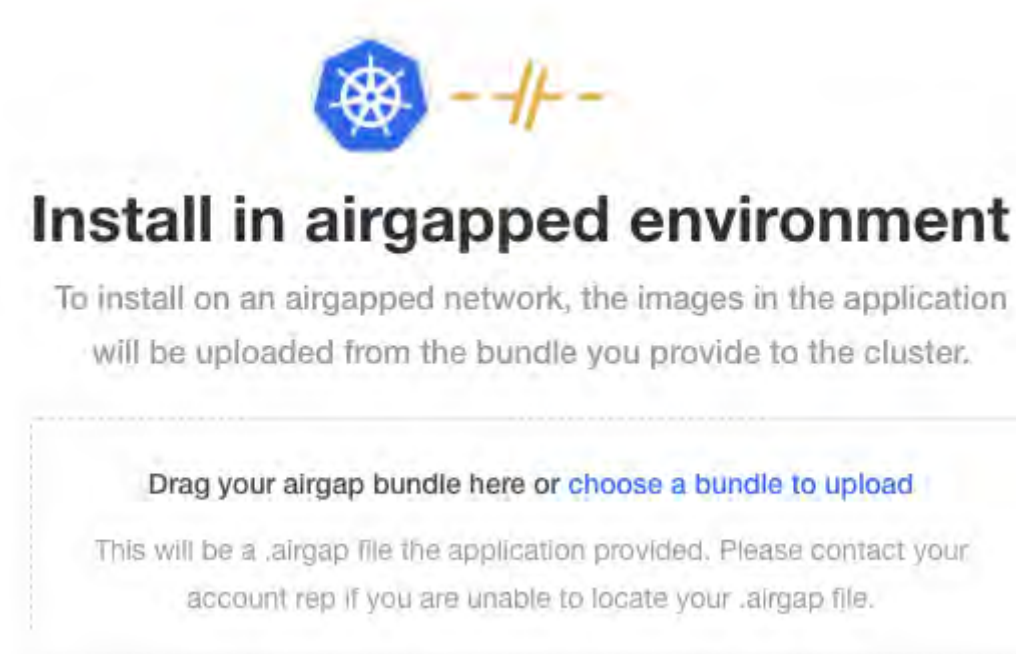 Install in airgapped environment
To install on an airgapped network, the images in the application
will be uploaded from the bundle you provide to the cluster.
Drag your airgap bundle here or choose a bundle to upload
This will be a .airgap file the application provided. Please contact your
account rep if you are unable to locate your .airgap file.